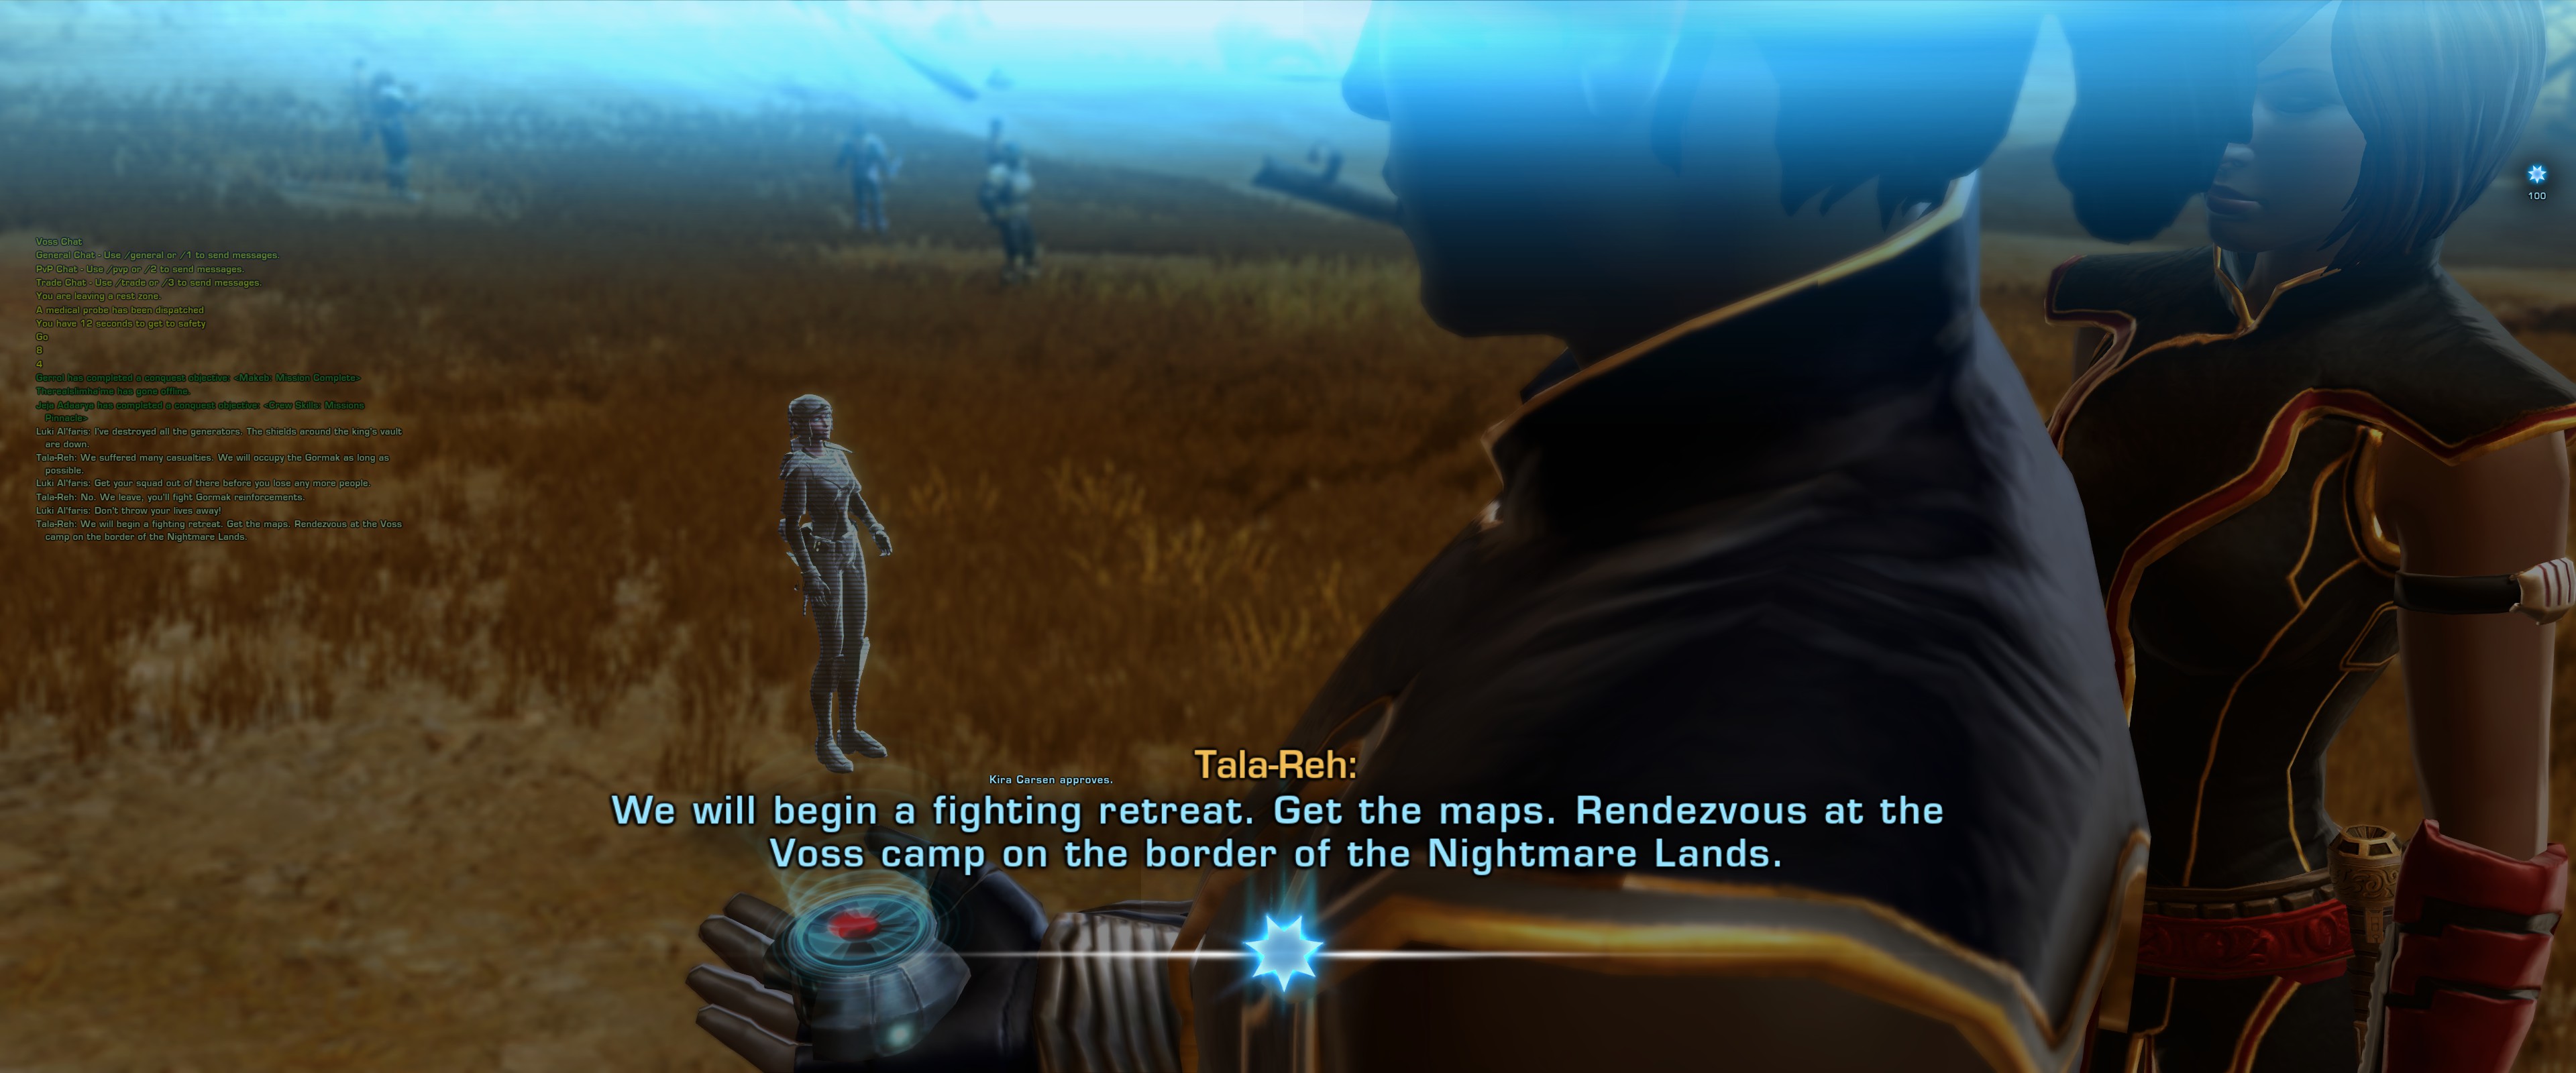 Voss Chat
General Chat - Use /general or /1 to send messages.
PvP Chat - Use /pvp or /2 to send messages.
Trade Chat - Use /trade or /3 to send messages.
You are leaving a rest zone.
A medical probe has been dispatched
You have 12 seconds to get to safety
Go
8
4
Gerrol has completed a conquest objective: <Makeb: Mission Complete>
has gone offline.
Jeja Adaarya has completed a conquest objective: <Crew Skills: Missions
Pinnacle>
Luki Al'faris: I've destroyed all the generators. The shields around the king's vault
are down.
Tala-Reh: We suffered many casualties. We will occupy the Gormak as long as
possible.
Luki Al'faris: Get your squad out of there before you lose any more people.
Tala-Reh: No. We leave, you'll fight Gormak reinforcements.
Luki Al'faris: Don't throw your lives away!
Tala-Reh: We will begin a fighting retreat. Get the maps. Rendezvous at the Voss
camp on the border of the Nightmare Lands.
100
Tala-Reh:
Kira Carsen approves.
We will begin a fighting retreat. Get the maps. Rendezvous at the
Voss camp on the border of the Nightmare Lands.